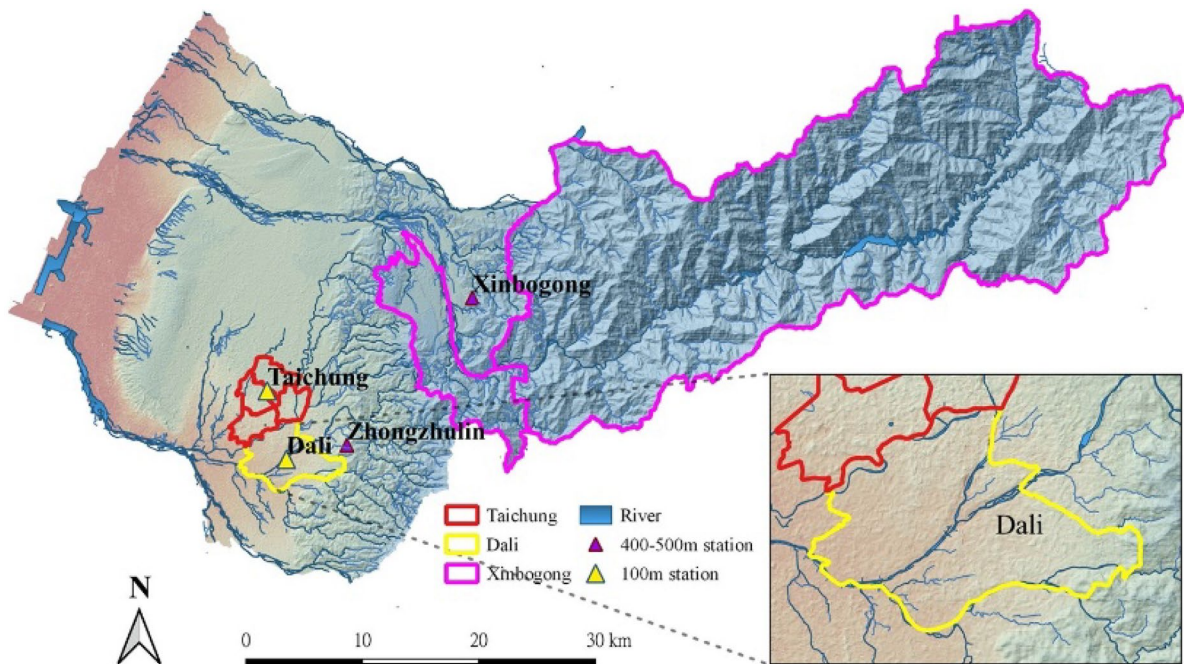 Xinbogong
Taichung
Zhongzhulin
Dali
Taichung
River
Dali
400-500m station
Xinbogong
100m station
Dali
N
0
10
20
30 km